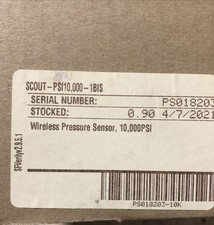 SCOUT-PSI10,000-1BIS
SERIAL NUMBER: PS018203
STOCKED: 0.90 4/7/2021
Wireless Pressure Sensor, 10,000PSI
PS018203-10K